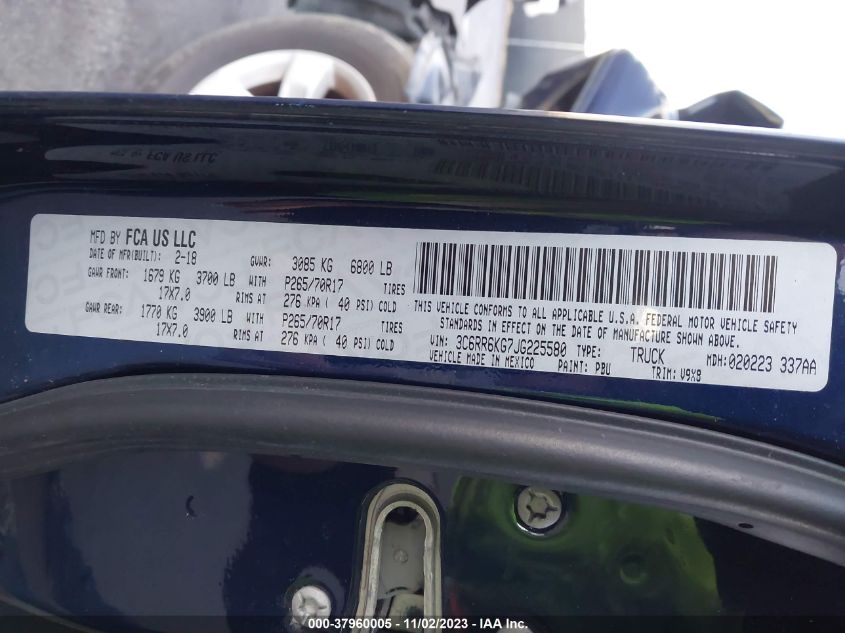 MFD BY FCA US LLC
DATE OF MFR(BUILT): 2-18 GVWR: 3085 KG 6800 LB
GAWR FRONT: 1679 KG 3700 LB WITH P265/70R17 TIRES
17X7.0 RIMS AT 276 KPA ( 40 PSI) COLD
GAWR REAR: 1770 KG 3900 LB WITH P265/70R17 TIRES
17X7.0 RIMS AT 276 KPA ( 40 PSI) COLD
THIS VEHICLE CONFORMS TO ALL APPLICABLE U.S.A. FEDERAL MOTOR VEHICLE SAFETY
STANDARDS IN EFFECT ON THE DATE OF MANUFACTURE SHOWN ABOVE.
VIN: 3C6RR6KG7JG225580 TYPE: TRUCK MDH: 020223 337AA
VEHICLE MADE IN MEXICO PAINT: PBU TRIM: V9X8
000-37960005 - 11/02/2023 - IAAI.COM